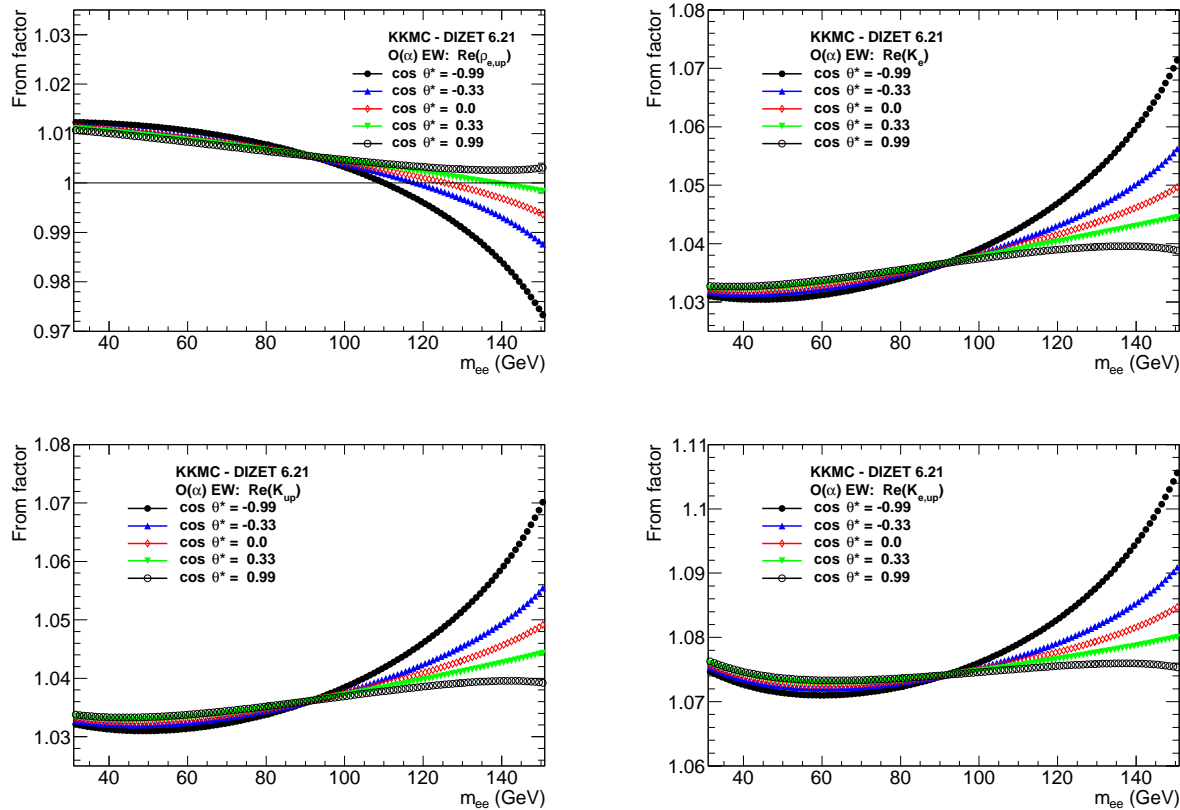 From factor
1.03
1.02
1.01
1
0.99
0.98
0.97
KKMC - DIZET 6.21
O(α) EW: Re(ρe,up)
cos θ* = -0.99
cos θ* = -0.33
cos θ* = 0.0
cos θ* = 0.33
cos θ* = 0.99
40 60 80 100 120 140
mee (GeV)
From factor
1.08
1.07
1.06
1.05
1.04
1.03
KKMC - DIZET 6.21
O(α) EW: Re(Ke)
cos θ* = -0.99
cos θ* = -0.33
cos θ* = 0.0
cos θ* = 0.33
cos θ* = 0.99
40 60 80 100 120 140
mee (GeV)
From factor
1.08
1.07
1.06
1.05
1.04
1.03
KKMC - DIZET 6.21
O(α) EW: Re(Kup)
cos θ* = -0.99
cos θ* = -0.33
cos θ* = 0.0
cos θ* = 0.33
cos θ* = 0.99
40 60 80 100 120 140
mee (GeV)
From factor
1.11
1.1
1.09
1.08
1.07
1.06
KKMC - DIZET 6.21
O(α) EW: Re(Ke,up)
cos θ* = -0.99
cos θ* = -0.33
cos θ* = 0.0
cos θ* = 0.33
cos θ* = 0.99
40 60 80 100 120 140
mee (GeV)